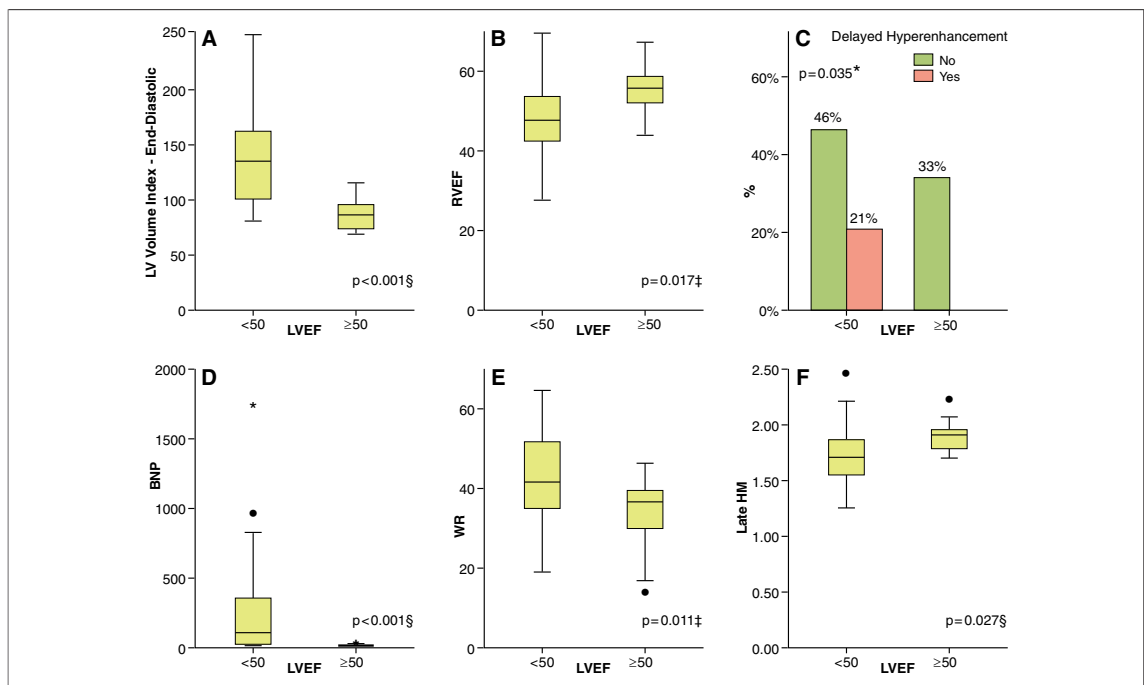 A
LV Volume Index - End-Diastolic
250
200
150
100
50
0
p<0.001§
<50
LVEF
≥50
B
RVEF
60
40
20
0
p=0.017‡
<50
LVEF
≥50
C
Delayed Hyperenhancement
No
Yes
p=0.035*
%
60%
40%
20%
0%
46%
21%
33%
<50
LVEF
≥50
D
BNP
2000
1500
1000
500
0
*
*
p<0.001§
<50
LVEF
≥50
E
WR
60
40
20
0
p=0.011‡
<50
LVEF
≥50
F
Late HM
2.50
2.00
1.50
1.00
0.50
0.00
p=0.027§
<50
LVEF
≥50